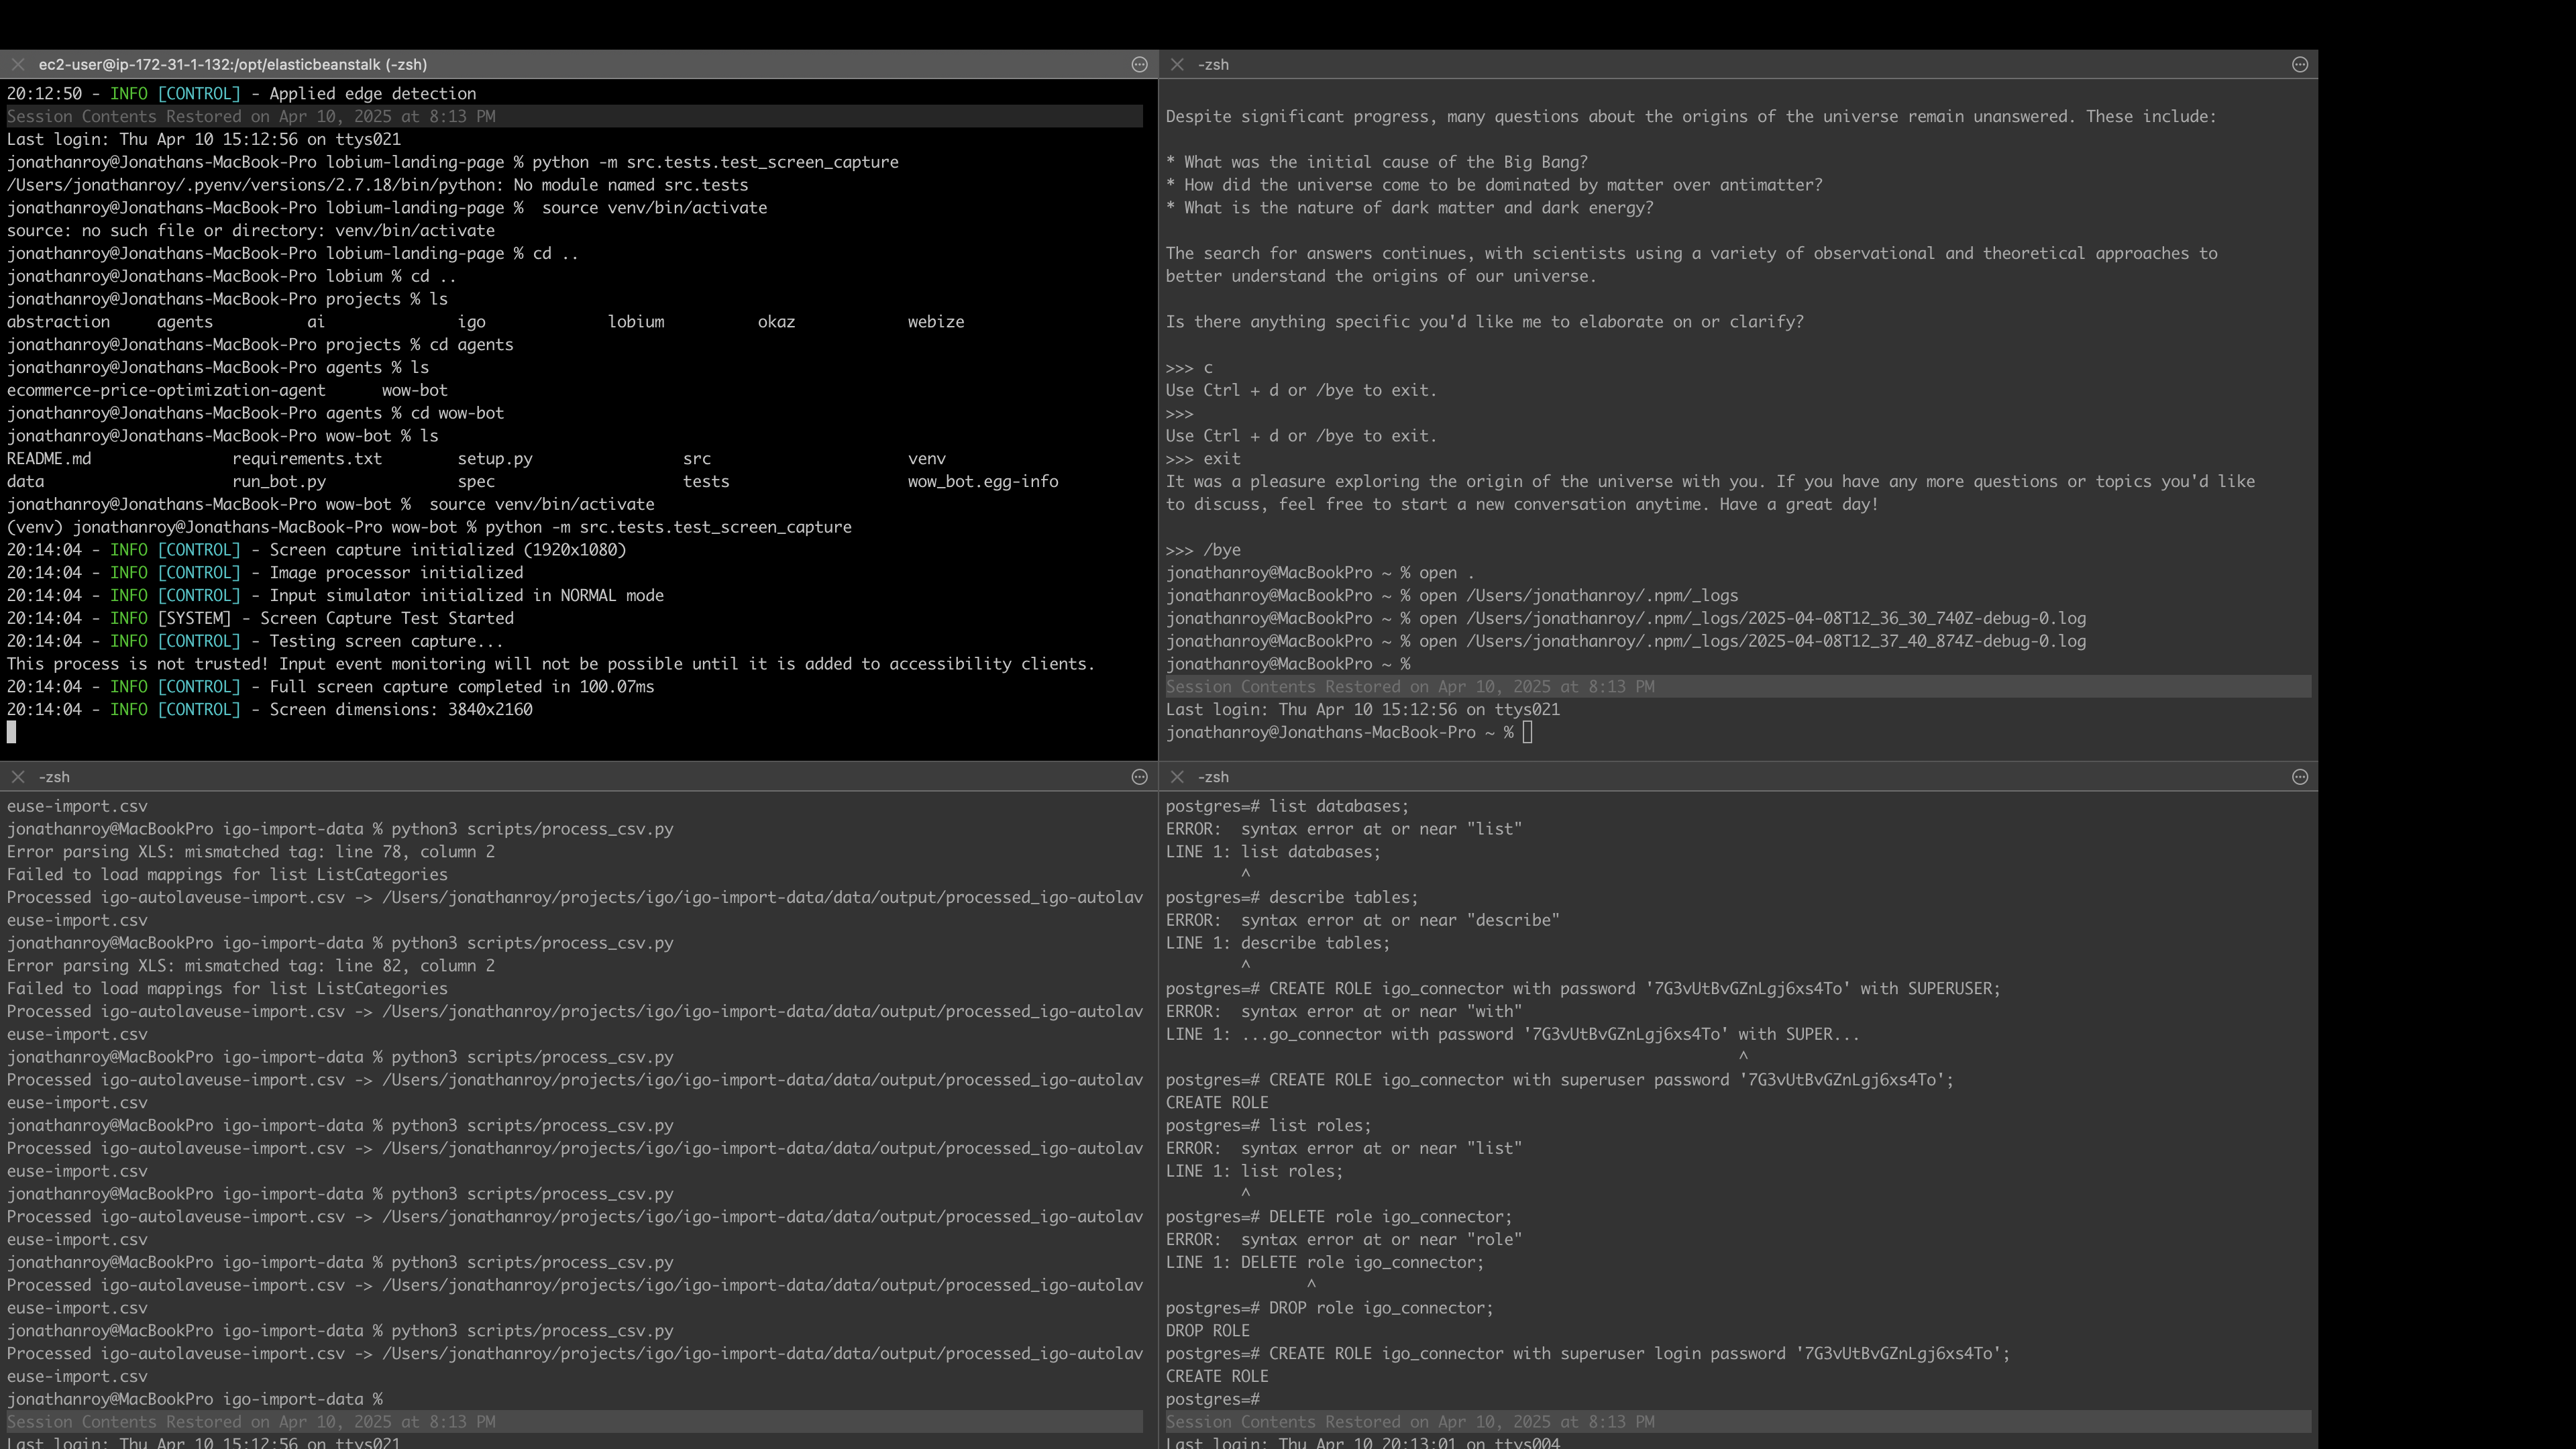 ec2-user@ip-172-31-1-132:/opt/elasticbeanstalk (-zsh)
20:12:50 - INFO [CONTROL] - Applied edge detection
Session Contents Restored on Apr 10, 2025 at 8:13 PM
Last login: Thu Apr 10 15:12:56 on ttys021
jonathanroy@Jonathans-MacBook-Pro lobium-landing-page % python -m src.tests.test_screen_capture
/Users/jonathanroy/.pyenv/versions/2.7.18/bin/python: No module named src.tests
jonathanroy@Jonathans-MacBook-Pro lobium-landing-page %  source venv/bin/activate
source: no such file or directory: venv/bin/activate
jonathanroy@Jonathans-MacBook-Pro lobium-landing-page % cd ..
jonathanroy@Jonathans-MacBook-Pro lobium % cd ..
jonathanroy@Jonathans-MacBook-Pro projects % ls
abstraction agents ai igo lobium okaz webize
jonathanroy@Jonathans-MacBook-Pro projects % cd agents
jonathanroy@Jonathans-MacBook-Pro agents % ls
ecommerce-price-optimization-agent wow-bot
jonathanroy@Jonathans-MacBook-Pro agents % cd wow-bot
jonathanroy@Jonathans-MacBook-Pro wow-bot % ls
README.md requirements.txt setup.py src venv
data run_bot.py spec tests wow_bot.egg-info
jonathanroy@Jonathans-MacBook-Pro wow-bot %  source venv/bin/activate
(venv) jonathanroy@Jonathans-MacBook-Pro wow-bot % python -m src.tests.test_screen_capture
20:14:04 - INFO [CONTROL] - Screen capture initialized (1920x1080)
20:14:04 - INFO [CONTROL] - Image processor initialized
20:14:04 - INFO [CONTROL] - Input simulator initialized in NORMAL mode
20:14:04 - INFO [SYSTEM] - Screen Capture Test Started
20:14:04 - INFO [CONTROL] - Testing screen capture...
This process is not trusted! Input event monitoring will not be possible until it is added to accessibility clients.
20:14:04 - INFO [CONTROL] - Full screen capture completed in 100.07ms
20:14:04 - INFO [CONTROL] - Screen dimensions: 3840x2160
-zsh
Despite significant progress, many questions about the origins of the universe remain unanswered. These include:
* What was the initial cause of the Big Bang?
* How did the universe come to be dominated by matter over antimatter?
* What is the nature of dark matter and dark energy?
The search for answers continues, with scientists using a variety of observational and theoretical approaches to
better understand the origins of our universe.
Is there anything specific you'd like me to elaborate on or clarify?
>>> c
Use Ctrl + d or /bye to exit.
>>>
Use Ctrl + d or /bye to exit.
>>> exit
It was a pleasure exploring the origin of the universe with you. If you have any more questions or topics you'd like
to discuss, feel free to start a new conversation anytime. Have a great day!
>>> /bye
jonathanroy@MacBookPro ~ % open .
jonathanroy@MacBookPro ~ % open /Users/jonathanroy/.npm/_logs
jonathanroy@MacBookPro ~ % open /Users/jonathanroy/.npm/_logs/2025-04-08T12_36_30_740Z-debug-0.log
jonathanroy@MacBookPro ~ % open /Users/jonathanroy/.npm/_logs/2025-04-08T12_37_40_874Z-debug-0.log
jonathanroy@MacBookPro ~ %
Session Contents Restored on Apr 10, 2025 at 8:13 PM
Last login: Thu Apr 10 15:12:56 on ttys021
jonathanroy@Jonathans-MacBook-Pro ~ %
-zsh
euse-import.csv
jonathanroy@MacBookPro igo-import-data % python3 scripts/process_csv.py
Error parsing XLS: mismatched tag: line 78, column 2
Failed to load mappings for list ListCategories
Processed igo-autolaveuse-import.csv -> /Users/jonathanroy/projects/igo/igo-import-data/data/output/processed_igo-autolav
euse-import.csv
jonathanroy@MacBookPro igo-import-data % python3 scripts/process_csv.py
Error parsing XLS: mismatched tag: line 82, column 2
Failed to load mappings for list ListCategories
Processed igo-autolaveuse-import.csv -> /Users/jonathanroy/projects/igo/igo-import-data/data/output/processed_igo-autolav
euse-import.csv
jonathanroy@MacBookPro igo-import-data % python3 scripts/process_csv.py
Processed igo-autolaveuse-import.csv -> /Users/jonathanroy/projects/igo/igo-import-data/data/output/processed_igo-autolav
euse-import.csv
jonathanroy@MacBookPro igo-import-data % python3 scripts/process_csv.py
Processed igo-autolaveuse-import.csv -> /Users/jonathanroy/projects/igo/igo-import-data/data/output/processed_igo-autolav
euse-import.csv
jonathanroy@MacBookPro igo-import-data % python3 scripts/process_csv.py
Processed igo-autolaveuse-import.csv -> /Users/jonathanroy/projects/igo/igo-import-data/data/output/processed_igo-autolav
euse-import.csv
jonathanroy@MacBookPro igo-import-data % python3 scripts/process_csv.py
Processed igo-autolaveuse-import.csv -> /Users/jonathanroy/projects/igo/igo-import-data/data/output/processed_igo-autolav
euse-import.csv
jonathanroy@MacBookPro igo-import-data % python3 scripts/process_csv.py
Processed igo-autolaveuse-import.csv -> /Users/jonathanroy/projects/igo/igo-import-data/data/output/processed_igo-autolav
euse-import.csv
jonathanroy@MacBookPro igo-import-data %
Session Contents Restored on Apr 10, 2025 at 8:13 PM
Last login: Thu Apr 10 15:12:56 on ttys021
-zsh
postgres=# list databases;
ERROR:  syntax error at or near "list"
LINE 1: list databases;
^
postgres=# describe tables;
ERROR:  syntax error at or near "describe"
LINE 1: describe tables;
^
postgres=# CREATE ROLE igo_connector with password '7G3vUtBvGZnLgj6xs4To' with SUPERUSER;
ERROR:  syntax error at or near "with"
LINE 1: ...go_connector with password '7G3vUtBvGZnLgj6xs4To' with SUPER...
^
postgres=# CREATE ROLE igo_connector with superuser password '7G3vUtBvGZnLgj6xs4To';
CREATE ROLE
postgres=# list roles;
ERROR:  syntax error at or near "list"
LINE 1: list roles;
^
postgres=# DELETE role igo_connector;
ERROR:  syntax error at or near "role"
LINE 1: DELETE role igo_connector;
^
postgres=# DROP role igo_connector;
DROP ROLE
postgres=# CREATE ROLE igo_connector with superuser login password '7G3vUtBvGZnLgj6xs4To';
CREATE ROLE
postgres=#
Session Contents Restored on Apr 10, 2025 at 8:13 PM
Last login: Thu Apr 10 20:13:01 on ttys004